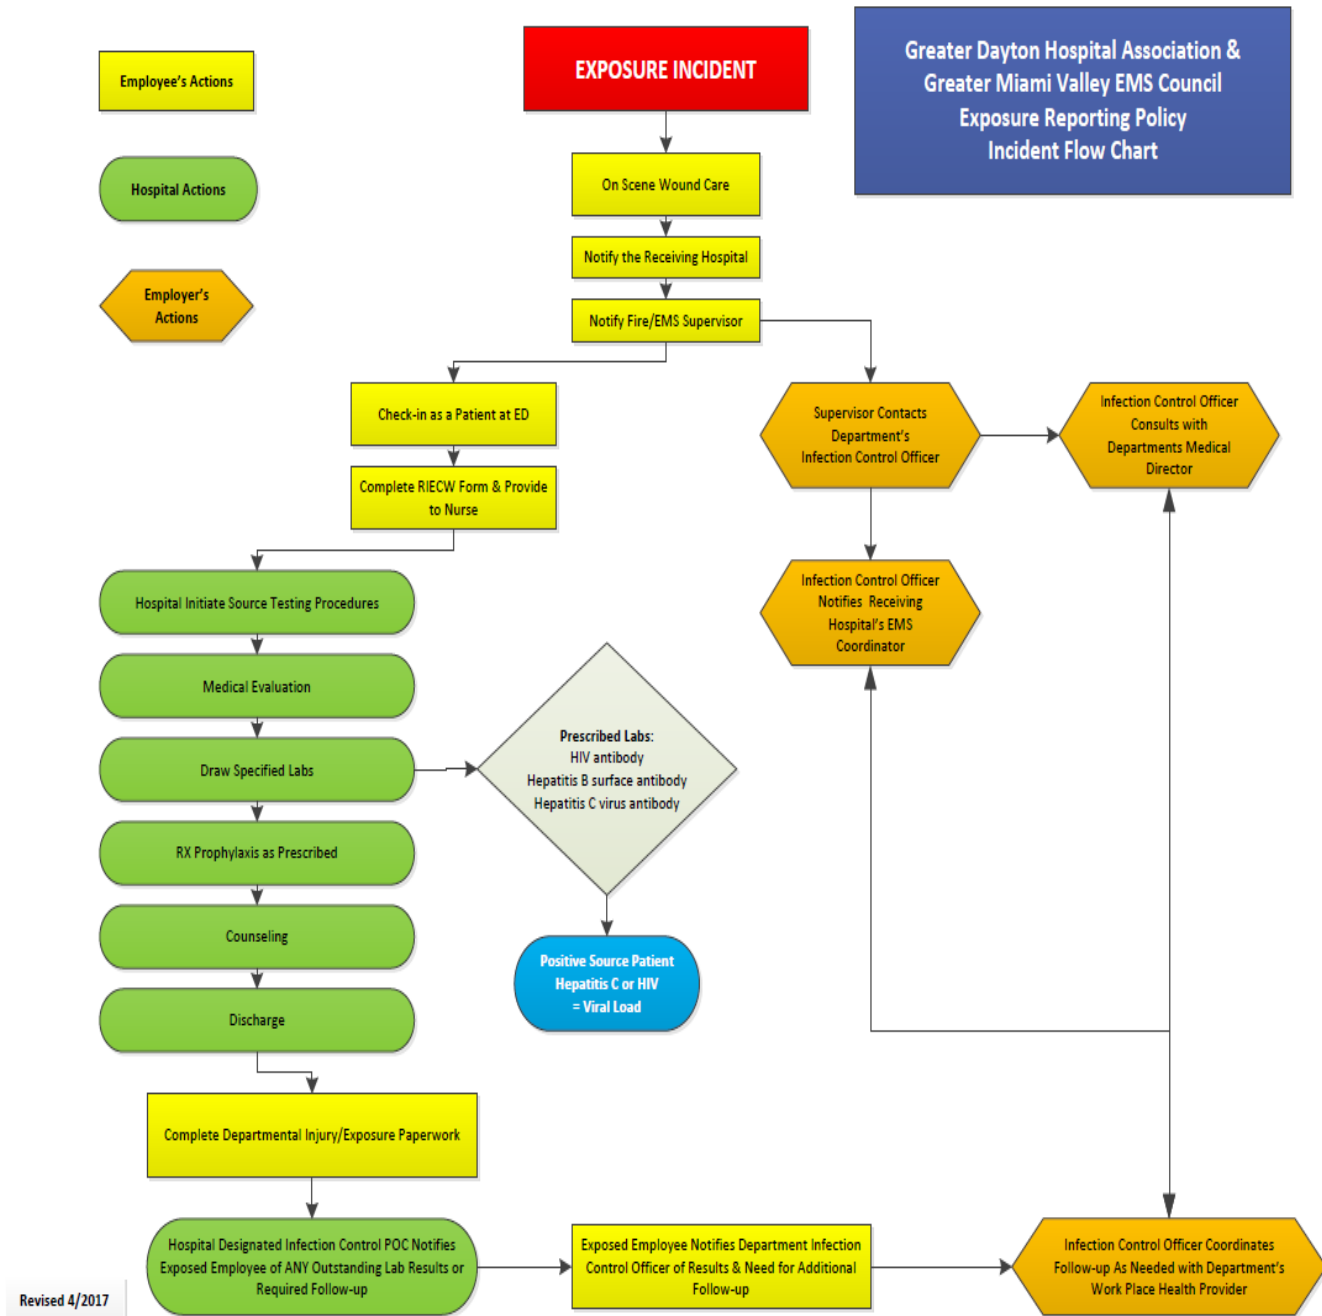 Employee's Actions
Hospital Actions
Employer's
Actions
EXPOSURE INCIDENT
Greater Dayton Hospital Association &
Greater Miami Valley EMS Council
Exposure Reporting Policy
Incident Flow Chart
On Scene Wound Care
Notify the Receiving Hospital
Notify Fire/EMS Supervisor
Check-in as a Patient at ED
Complete RIECW Form & Provide
to Nurse
Supervisor Contacts
Department's
Infection Control Officer
Infection Control Officer
Consults with
Departments Medical
Director
Infection Control Officer
Notifies Receiving
Hospital's EMS
Coordinator
Hospital Initiate Source Testing Procedures
Medical Evaluation
Draw Specified Labs
Prescribed Labs:
HIV antibody
Hepatitis B surface antibody
Hepatitis C virus antibody
RX Prophylaxis as Prescribed
Counseling
Discharge
Positive Source Patient
Hepatitis C or HIV
= Viral Load
Complete Departmental Injury/Exposure Paperwork
Hospital Designated Infection Control POC Notifies
Exposed Employee of ANY Outstanding Lab Results or
Required Follow-up
Exposed Employee Notifies Department Infection
Control Officer of Results & Need for Additional
Follow-up
Infection Control Officer Coordinates
Follow-up As Needed with Department's
Work Place Health Provider
Revised 4/2017